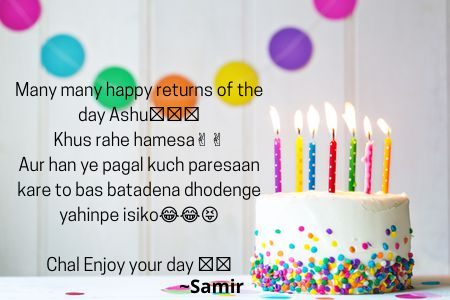 Many many happy returns of the
day Ashu
Khus rahe hamesa✌✌
Aur han ye pagal kuch paresaan
kare to bas batadena dhodenge
yahinpe isiko😂😂😜
Chal Enjoy your day
~Samir